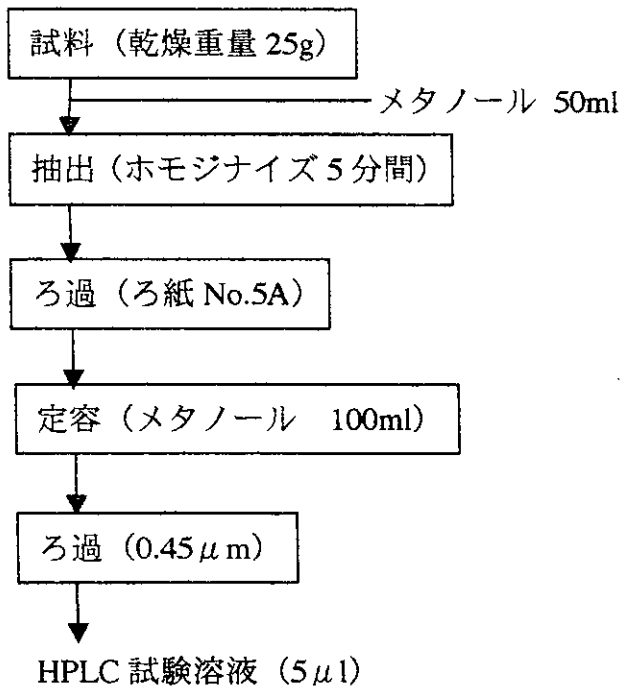 試料（乾燥重量 25g）
メタノール 50ml
抽出（ホモジナイズ 5 分間）
ろ過（ろ紙 No.5A）
定容（メタノール　100ml）
ろ過（0.45μm）
HPLC 試験溶液（5μl）